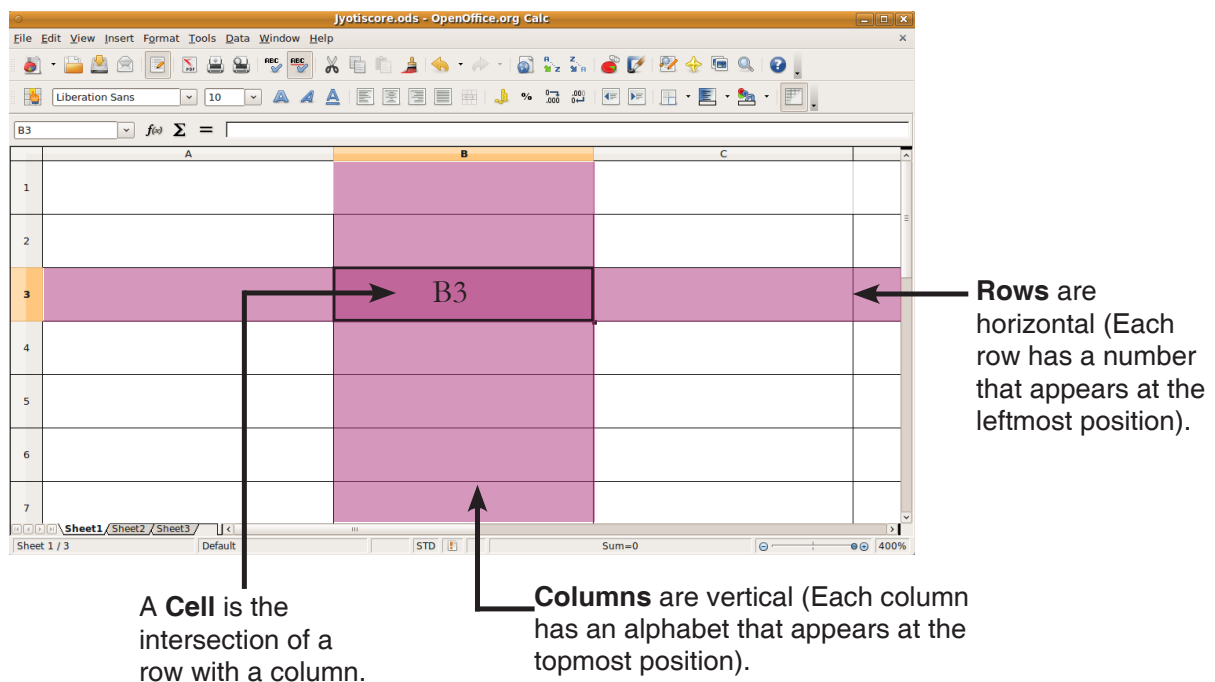 Jyotiscore.ods - OpenOffice.org Calc
File Edit View Insert Format Tools Data Window Help
Liberation Sans 10
B3 f(x) Σ =
A B C
1
2
3 B3
4
5
6
7
Sheet1 Sheet2 Sheet3
Sheet 1 / 3 Default STD Sum=0 400%
Rows are
horizontal (Each
row has a number
that appears at the
leftmost position).
A Cell is the
intersection of a
row with a column.
Columns are vertical (Each column
has an alphabet that appears at the
topmost position).